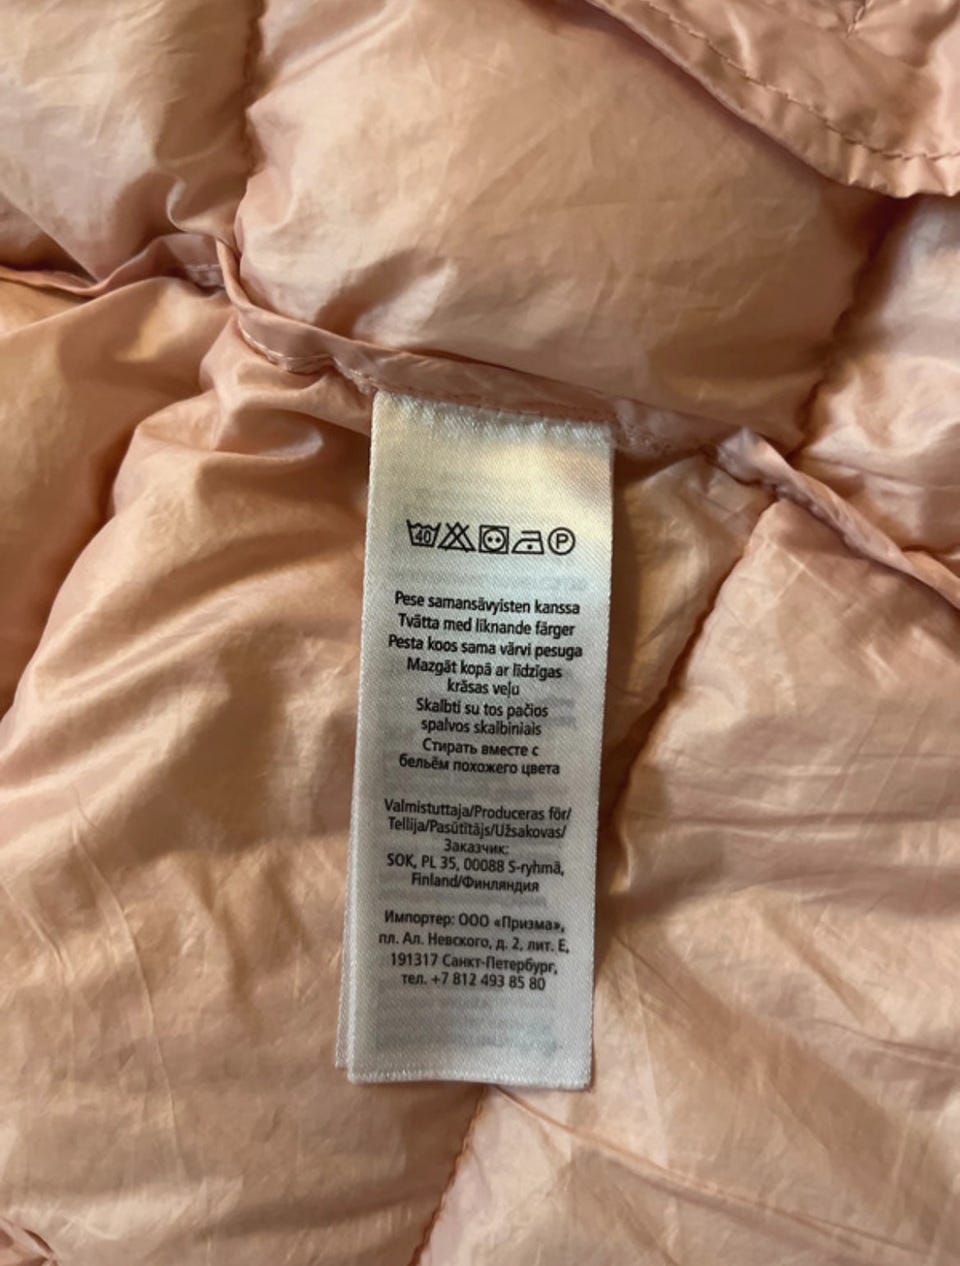 40
P
Pese samansävyisten kanssa
Tvätta med liknande färger
Pesta koos sama värvi pesuga
Mazgāt kopā ar līdzīgas
krāsas veļu
Skalbti su tos pačios
spalvos skalbiniais
Стирать вместе с
бельём похожего цвета
Valmistuttaja/Produceras för/
Tellija/Pasūtītājs/Užsakovas/
Заказчик:
SOK, PL 35, 00088 S-ryhmä,
Finland/Финляндия
Импортер: ООО «Призма»,
пл. Ал. Невского, д. 2, лит. Е,
191317 Санкт-Петербург,
тел. +7 812 493 85 80